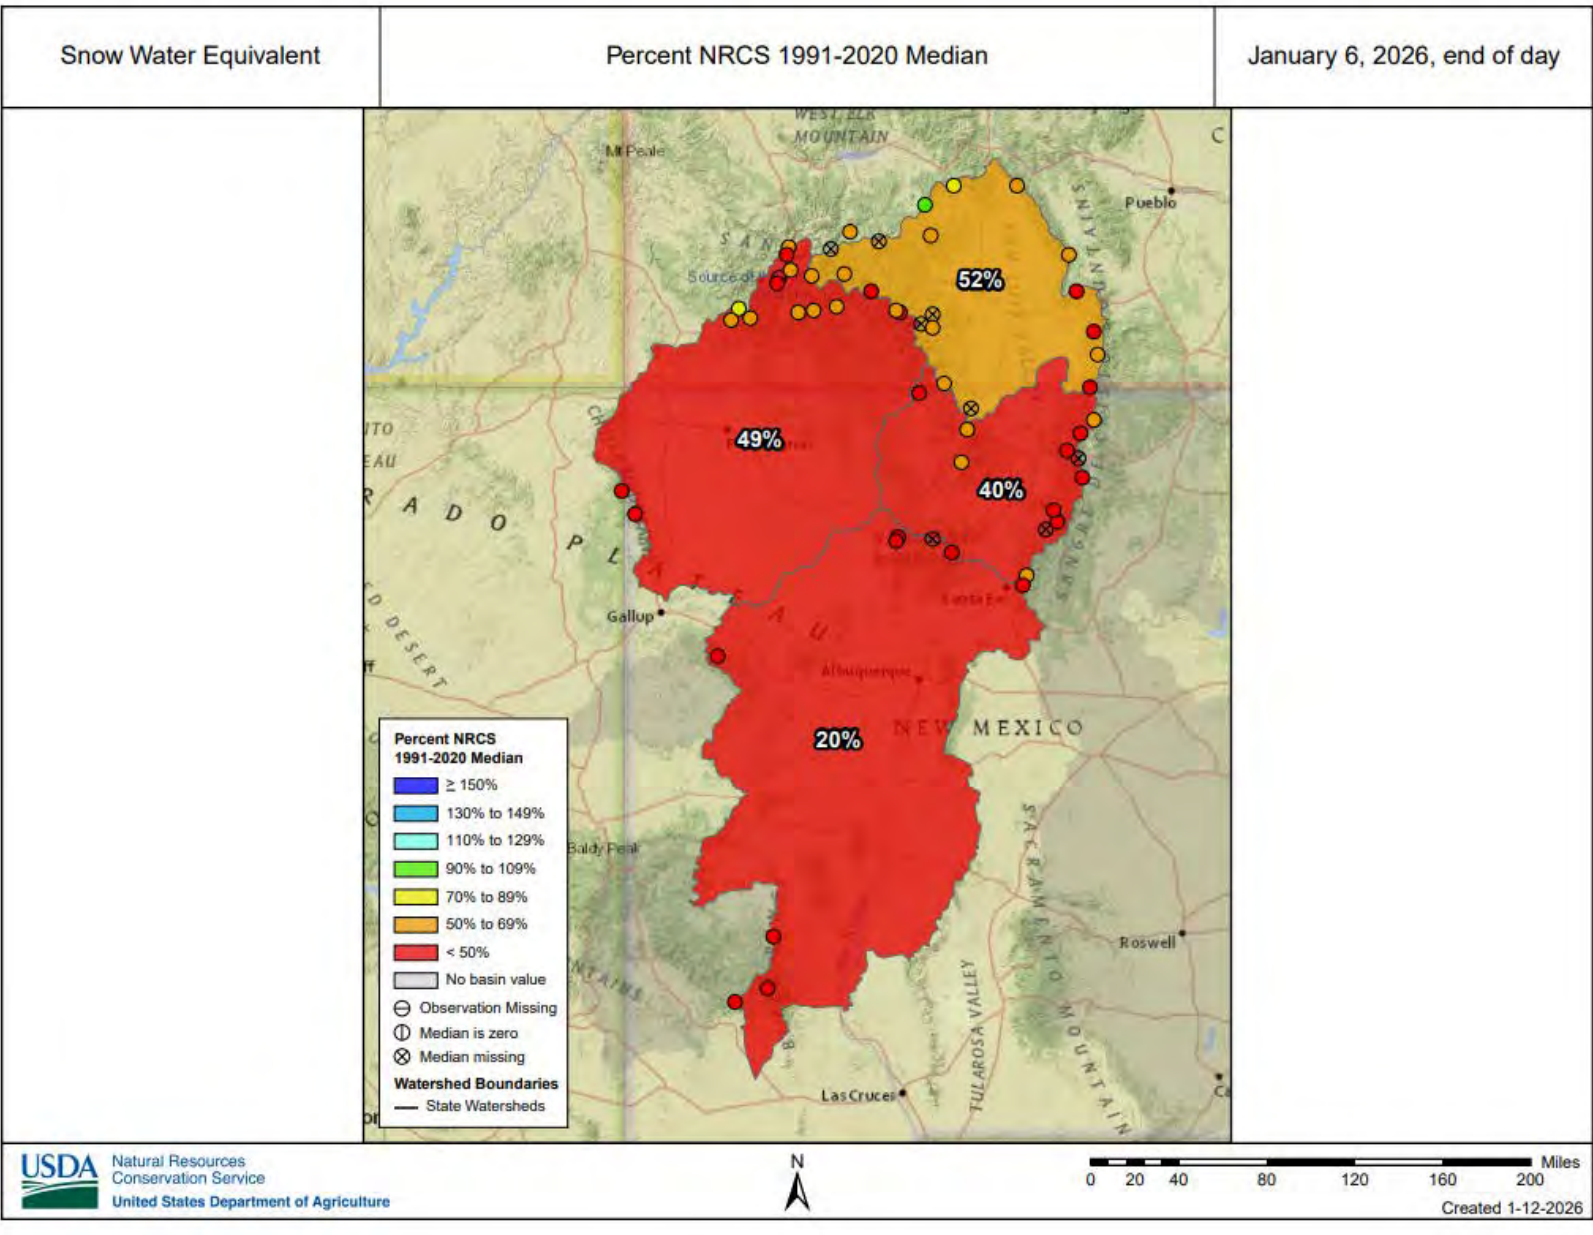 Snow Water Equivalent
Percent NRCS 1991-2020 Median
January 6, 2026, end of day
WEST ELK
MOUNTAIN
Mt Peale
C
Pueblo
SAN
52%
49%
40%
COLORADO PLATEAU
SANGRE
Gallup
Santa Fe
DESERT
Albuquerque
NEW MEXICO
20%
Baldy Peak
SACRAMENTO MOUNTAIN
Roswell
TULAROSA VALLEY
Las Cruces
Percent NRCS
1991-2020 Median
≥ 150%
130% to 149%
110% to 129%
90% to 109%
70% to 89%
50% to 69%
< 50%
No basin value
Observation Missing
Median is zero
Median missing
Watershed Boundaries
State Watersheds
USDA
Natural Resources
Conservation Service
United States Department of Agriculture
N
Miles
0 20 40 80 120 160 200
Created 1-12-2026